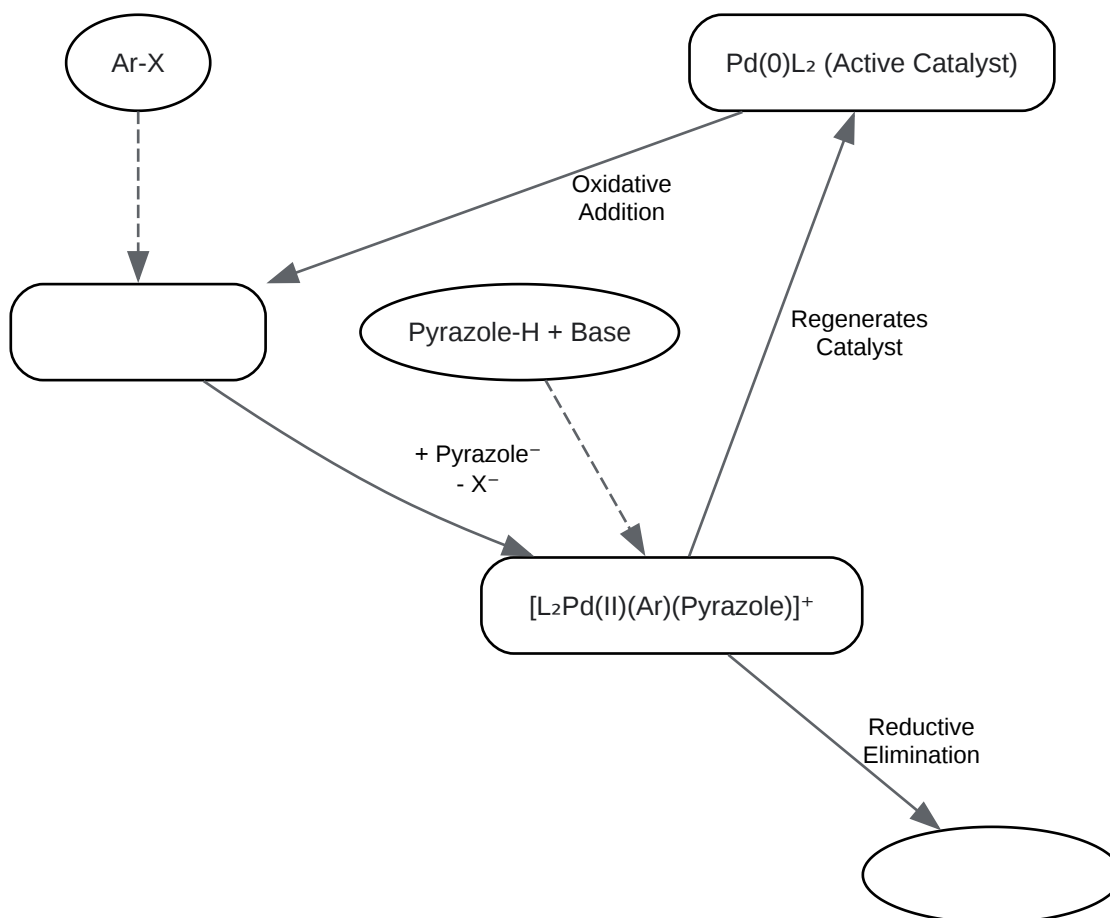 Ar-X
Pd(0)L₂ (Active Catalyst)
Oxidative
Addition
Pyrazole-H + Base
Regenerates
Catalyst
+ Pyrazole⁻
- X⁻
[L₂Pd(II)(Ar)(Pyrazole)]⁺
Reductive
Elimination